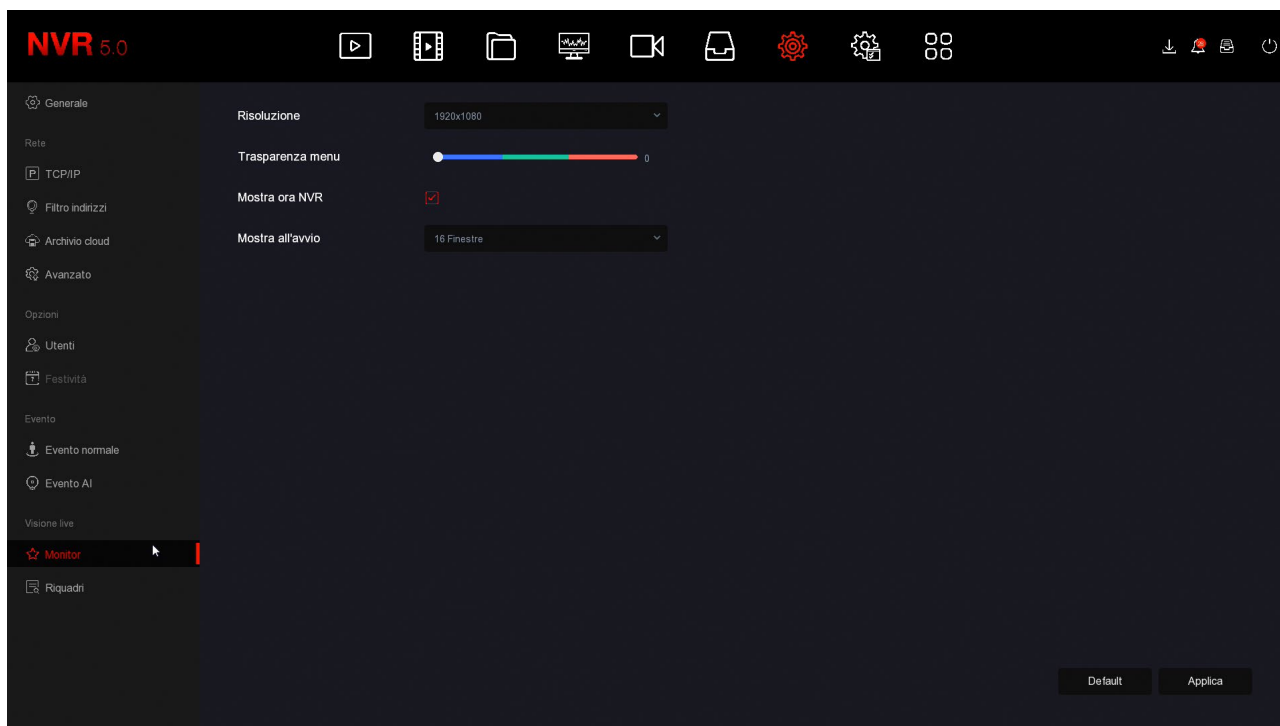 NVR 5.0
Generale
Rete
TCP/IP
Filtro indirizzi
Archivio cloud
Avanzato
Opzioni
Utenti
Festività
Evento
Evento normale
Evento AI
Visione live
Monitor
Riquadri
Risoluzione 1920x1080
Trasparenza menu 0
Mostra ora NVR
Mostra all'avvio 16 Finestre
Default Applica